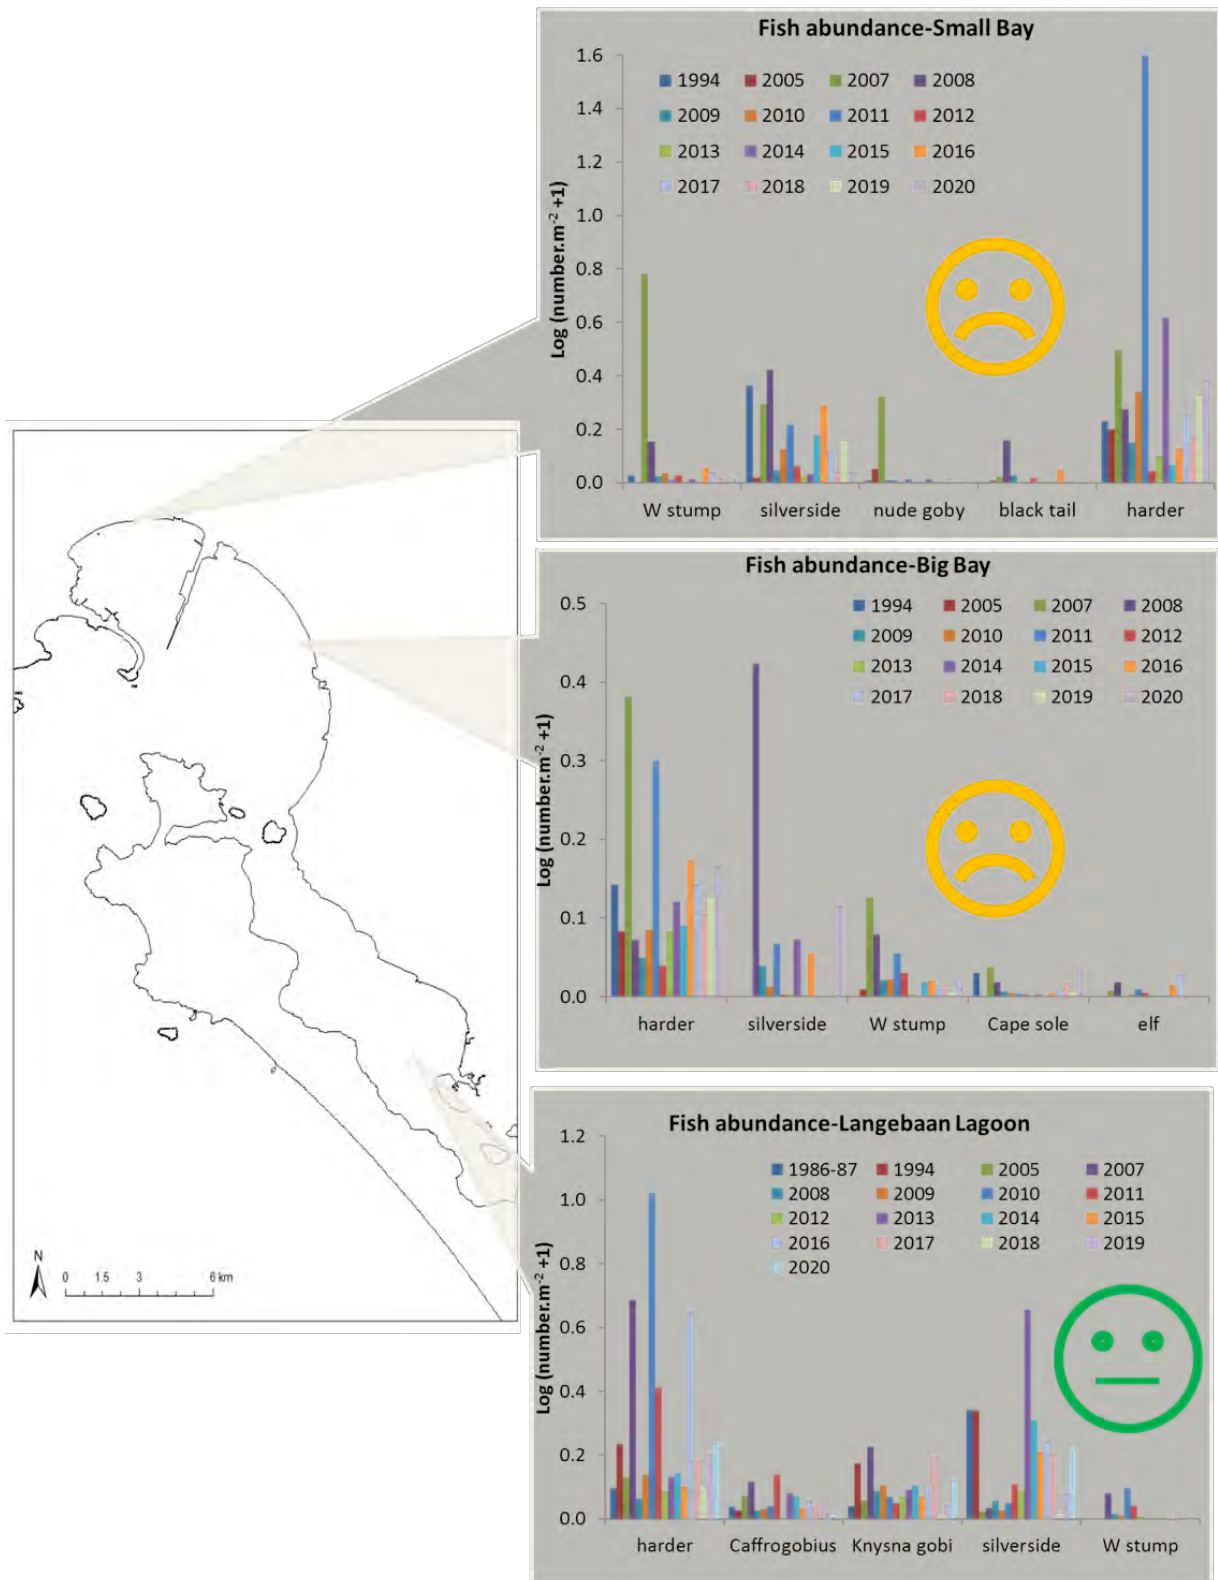 Fish abundance-Small Bay
Log (number.m-2 +1)
1.6
1.4
1.2
1.0
0.8
0.6
0.4
0.2
0.0
1994 2005 2007 2008
2009 2010 2011 2012
2013 2014 2015 2016
2017 2018 2019 2020
W stump silverside nude goby black tail harder
Fish abundance-Big Bay
Log (number.m-2 +1)
0.5
0.4
0.3
0.2
0.1
0.0
1994 2005 2007 2008
2009 2010 2011 2012
2013 2014 2015 2016
2017 2018 2019 2020
harder silverside W stump Cape sole elf
Fish abundance-Langebaan Lagoon
Log (number.m-2 +1)
1.2
1.0
0.8
0.6
0.4
0.2
0.0
1986-87 1994 2005 2007
2008 2009 2010 2011
2012 2013 2014 2015
2016 2017 2018 2019
2020
harder Caffrogobius Knysna gobi silverside W stump
N
0 1.5 3 6 km